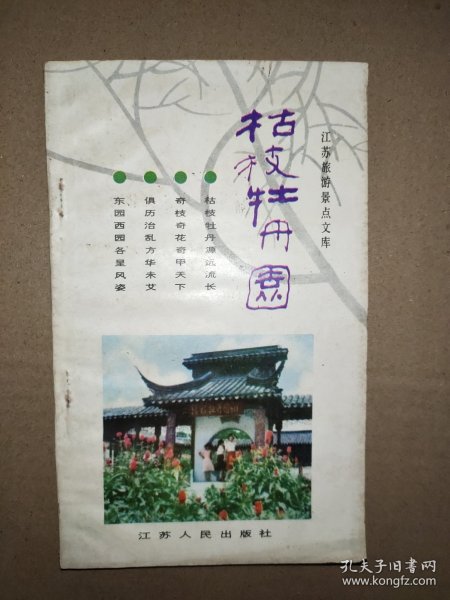 江苏旅游景点文库
枯枝牡丹园
枯枝牡丹源远流长
奇枝奇花奇甲天下
俱历治乱方华未艾
东园西园各呈风姿
江苏人民出版社
孔夫子旧书网
www.kongfz.com